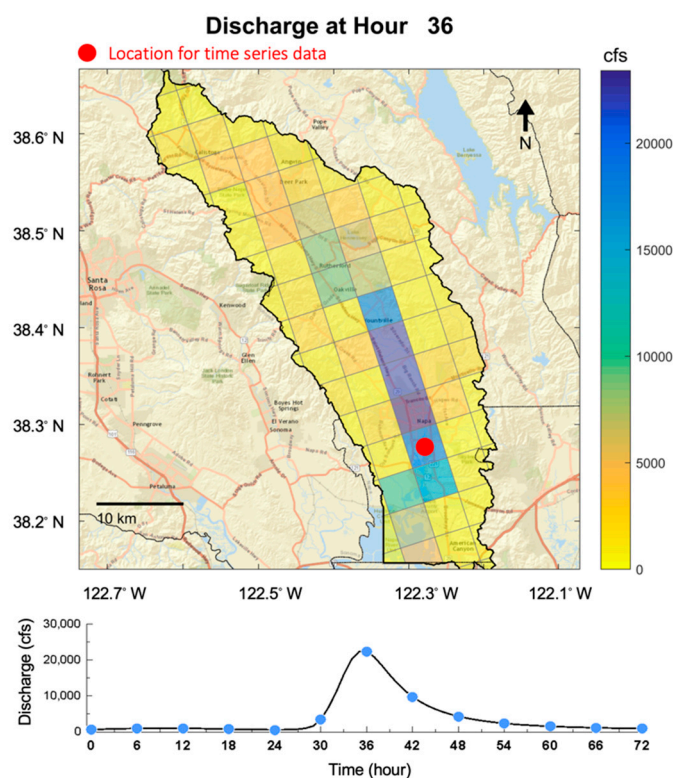 Discharge at Hour 36
Location for time series data
cfs
38.6° N
38.5° N
38.4° N
38.3° N
38.2° N
N
20000
15000
10000
5000
0
Pope
Valley
Angwin
Deer Park
Rutherford
Oakville
Yountville
Santa
Rosa
Kenwood
Glen
Ellen
Rohnert
Park
Cotati
Penngrove
Boyes Hot
Springs
El Verano
Sonoma
Petaluma
Napa
American
Canyon
10 km
122.7° W
122.5° W
122.3° W
122.1° W
Discharge (cfs)
30,000
20,000
10,000
0
0 6 12 18 24 30 36 42 48 54 60 66 72
Time (hour)